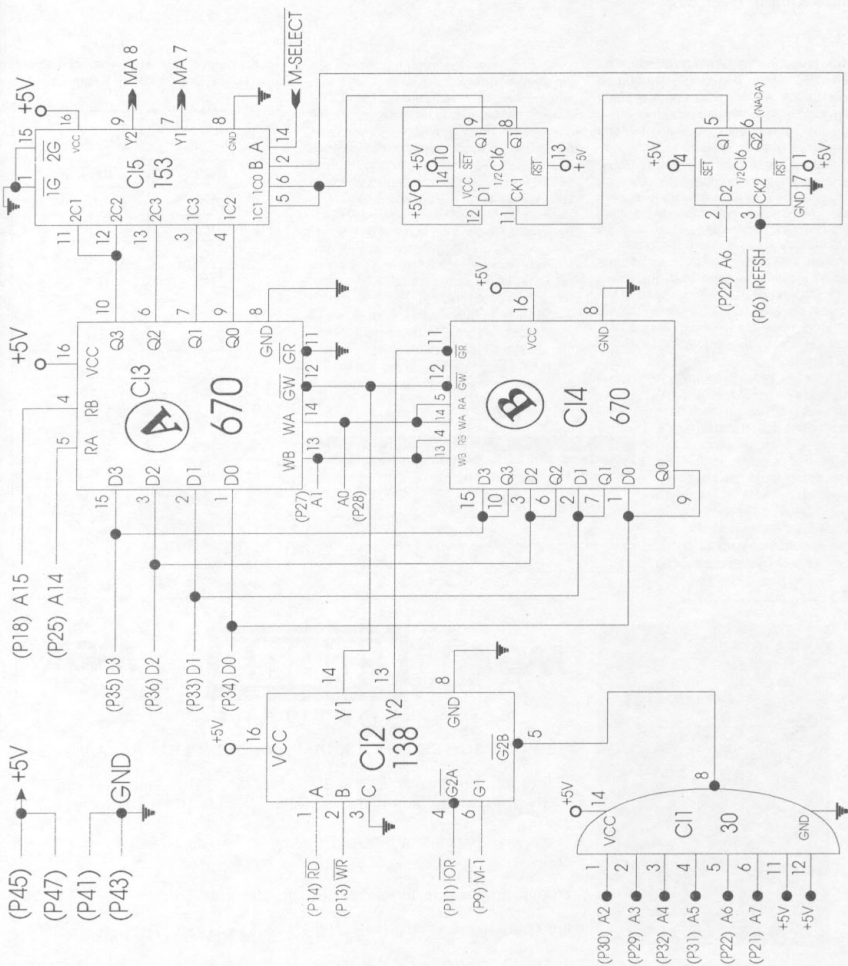 (P45)
+5V
(P47)
(P41)
(P43)
GND
(P18) A15
(P25) A14
(P35) D3
(P36) D2
(P33) D1
(P34) D0
5
4
16
+5V
RA
RB
VCC
15
D3
3
D2
2
D1
1
D0
A
CI3
670
Q3
10
Q2
6
Q1
7
Q0
9
GND
8
WB
WA
GW
GR
13
14
12
11
(P27)
A1
A0
(P28)
+5V
1
15
16
1G
2G
VCC
11
2C1
12
2C2
13
2C3
3
1C3
4
1C2
CI5
153
Y2
9
MA 8
Y1
7
MA 7
GND
8
1C1
1C0
B
A
5
6
2
14
M-SELECT
+5V
16
VCC
1
A
2
B
3
C
(P14) RD
(P13) WR
CI2
138
Y1
14
Y2
13
GND
8
4
G2A
6
G1
(P11) IOR
(P9) M-1
G2B
5
13
4
14
5
12
11
WB
RB
WA
RA
GW
GR
15
D3
10
Q3
3
D2
6
Q2
2
D1
7
Q1
1
D0
Q0
9
B
CI4
670
+5V
16
VCC
GND
8
+5V
14
+5V
10
VCC
SET
12
D1
11
CK1
1/2 CI6
Q1
9
Q1
8
RST
13
+5V
+5V
4
SET
2
D2
3
CK2
1/2 CI6
Q1
5
Q2
6
(NADA)
GND
RST
7
1
+5V
(P22) A6
(P6) REFSH
+5V
14
VCC
(P30) A2
1
(P29) A3
2
(P32) A4
3
(P31) A5
4
(P22) A6
5
(P21) A7
6
+5V
11
+5V
12
CI1
30
8
GND